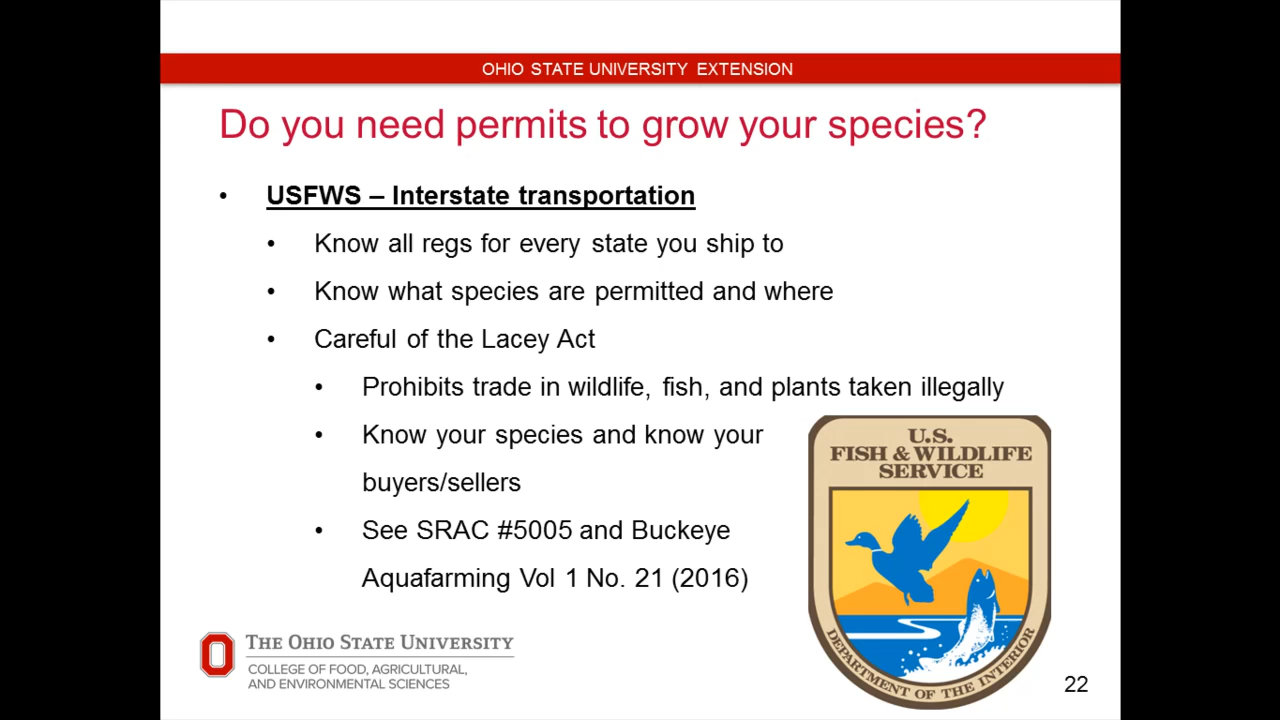 OHIO STATE UNIVERSITY EXTENSION
Do you need permits to grow your species?
• USFWS – Interstate transportation
• Know all regs for every state you ship to
• Know what species are permitted and where
• Careful of the Lacey Act
• Prohibits trade in wildlife, fish, and plants taken illegally
• Know your species and know your
buyers/sellers
• See SRAC #5005 and Buckeye
Aquafarming Vol 1 No. 21 (2016)
U.S.
FISH & WILDLIFE
SERVICE
DEPARTMENT OF THE INTERIOR
THE OHIO STATE UNIVERSITY
COLLEGE OF FOOD, AGRICULTURAL,
AND ENVIRONMENTAL SCIENCES
22